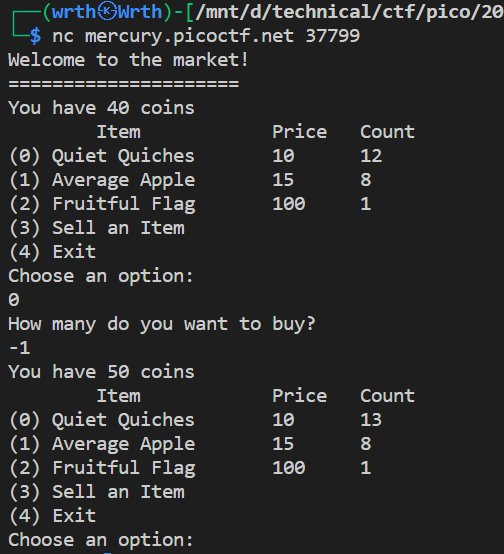 ┌──(wrth㉿Wrth)-[/mnt/d/technical/ctf/pico/20
└─$ nc mercury.picoctf.net 37799
Welcome to the market!
=====================
You have 40 coins
        Item            Price   Count
(0) Quiet Quiches       10      12
(1) Average Apple       15      8
(2) Fruitful Flag       100     1
(3) Sell an Item
(4) Exit
Choose an option:
0
How many do you want to buy?
-1
You have 50 coins
        Item            Price   Count
(0) Quiet Quiches       10      13
(1) Average Apple       15      8
(2) Fruitful Flag       100     1
(3) Sell an Item
(4) Exit
Choose an option: